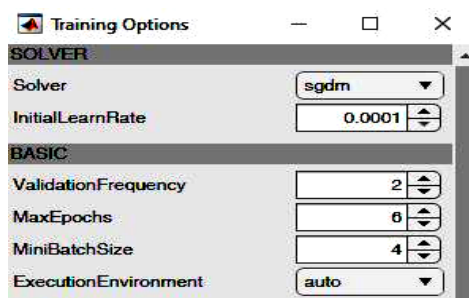 Training Options
SOLVER
Solver sgdm
InitialLearnRate 0.0001
BASIC
ValidationFrequency 2
MaxEpochs 6
MiniBatchSize 4
ExecutionEnvironment auto